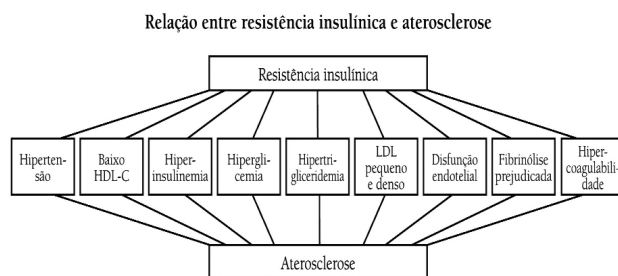 Relação entre resistência insulínica e aterosclerose
Resistência insulínica
Hiperten-
são
Baixo
HDL-C
Hiper-
insulinemia
Hipergli-
cemia
Hipertri-
gliceridemia
LDL
pequeno
e denso
Disfunção
endotelial
Fibrinólise
prejudicada
Hiper-
coagulabili-
dade
Aterosclerose